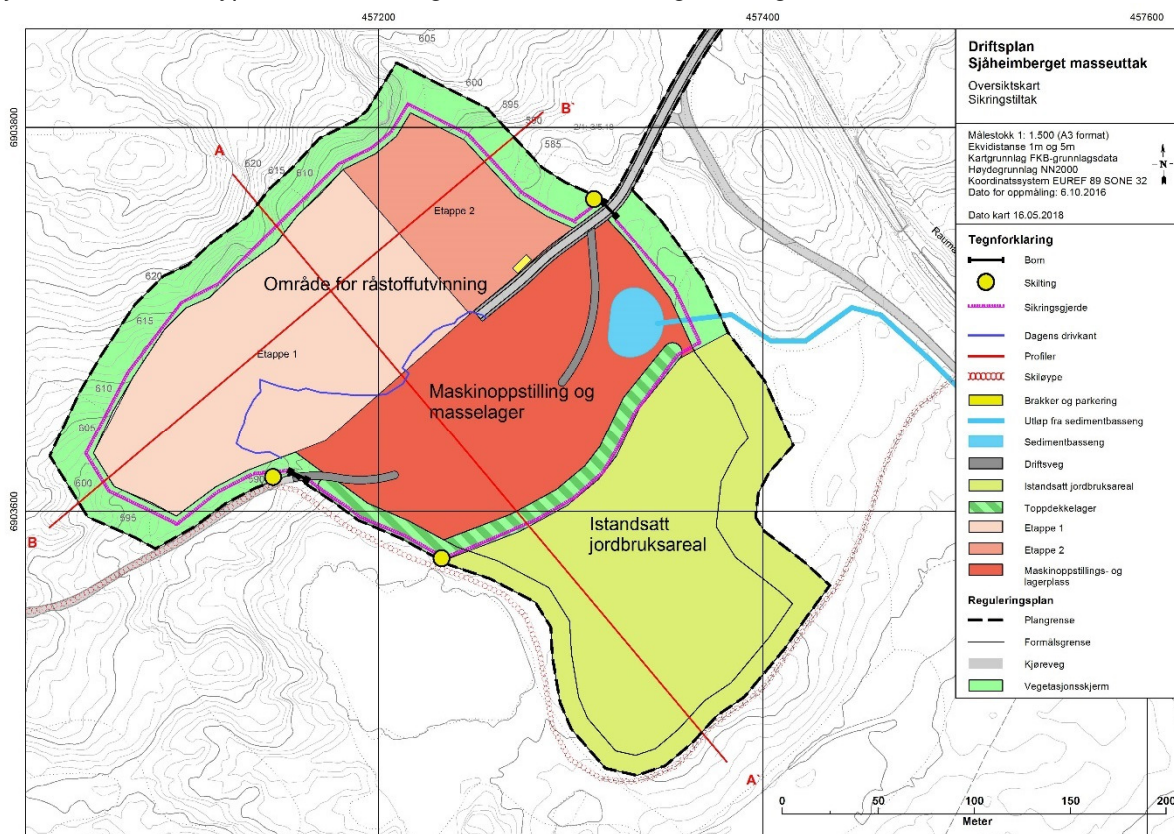 457200
457400
457600
6903800
6903600
Driftsplan
Sjåheimberget masseuttak
Oversiktskart
Sikringstiltak
Målestokk 1: 1.500 (A3 format)
Ekvidistanse 1m og 5m
Kartgrunnlag FKB-grunnlagsdata
Høydegrunnlag NN2000
Koordinatssystem EUREF 89 SONE 32
Dato for oppmåling: 6.10.2016
N
Dato kart 16.05.2018
Tegnforklaring
Bom
Skilting
Sikringsgjerde
Dagens drivkant
Profiler
Skiløype
Brakker og parkering
Utløp fra sedimentbasseng
Sedimentbasseng
Driftsveg
Istandsatt jordbruksareal
Toppdekkelager
Etappe 1
Etappe 2
Maskinoppstillings- og
lagerplass
Reguleringsplan
Plangrense
Formålsgrense
Kjøreveg
Vegetasjonsskjerm
605
600
595
590
585
B`
A
620
615
610
Etappe 2
Område for råstoffutvinning
620
615
Etappe 1
610
605
600
595
B
Maskinoppstilling og
masselager
Istandsatt
jordbruksareal
A`
0
50
100
150
200
Meter